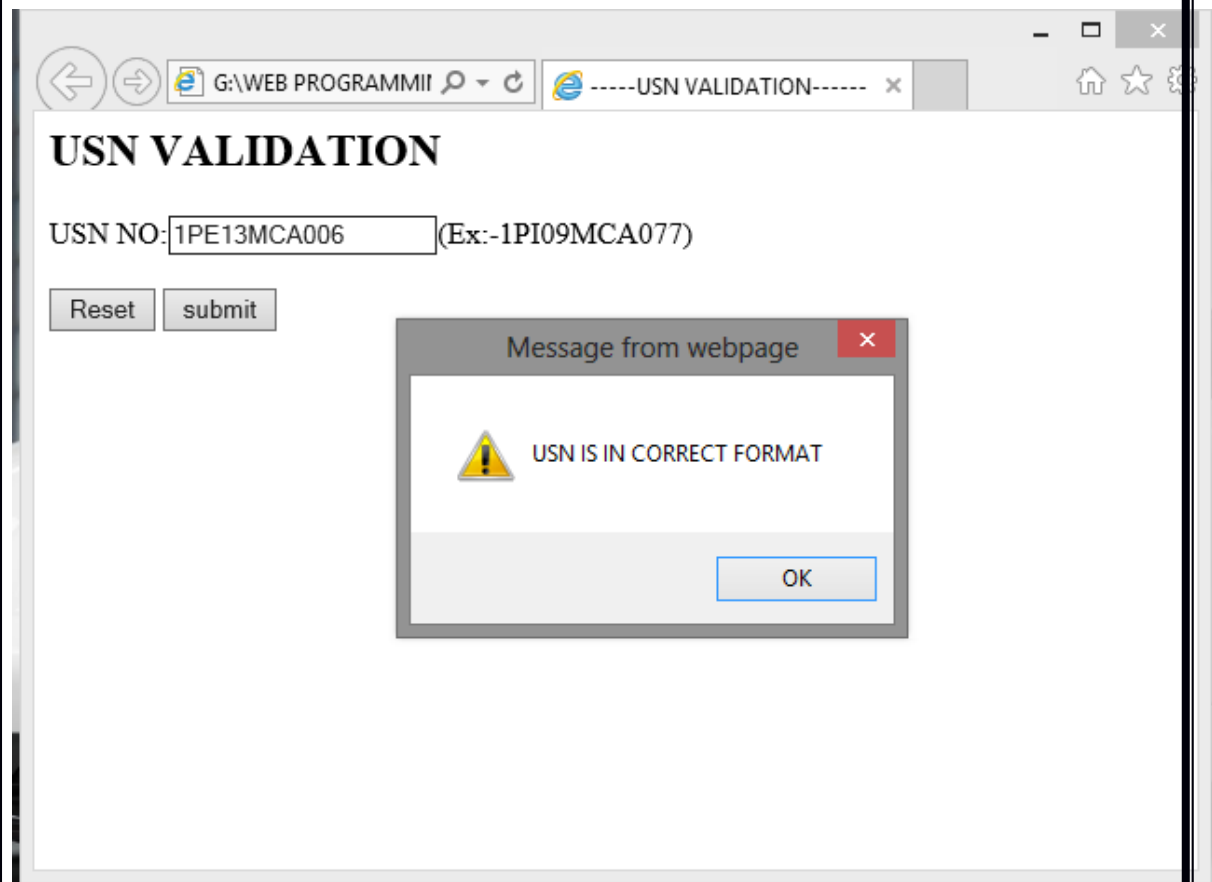 G:\WEB PROGRAMMII
-----USN VALIDATION------
USN VALIDATION
USN NO: 1PE13MCA006 (Ex:-1PI09MCA077)
Reset submit
Message from webpage
USN IS IN CORRECT FORMAT
OK